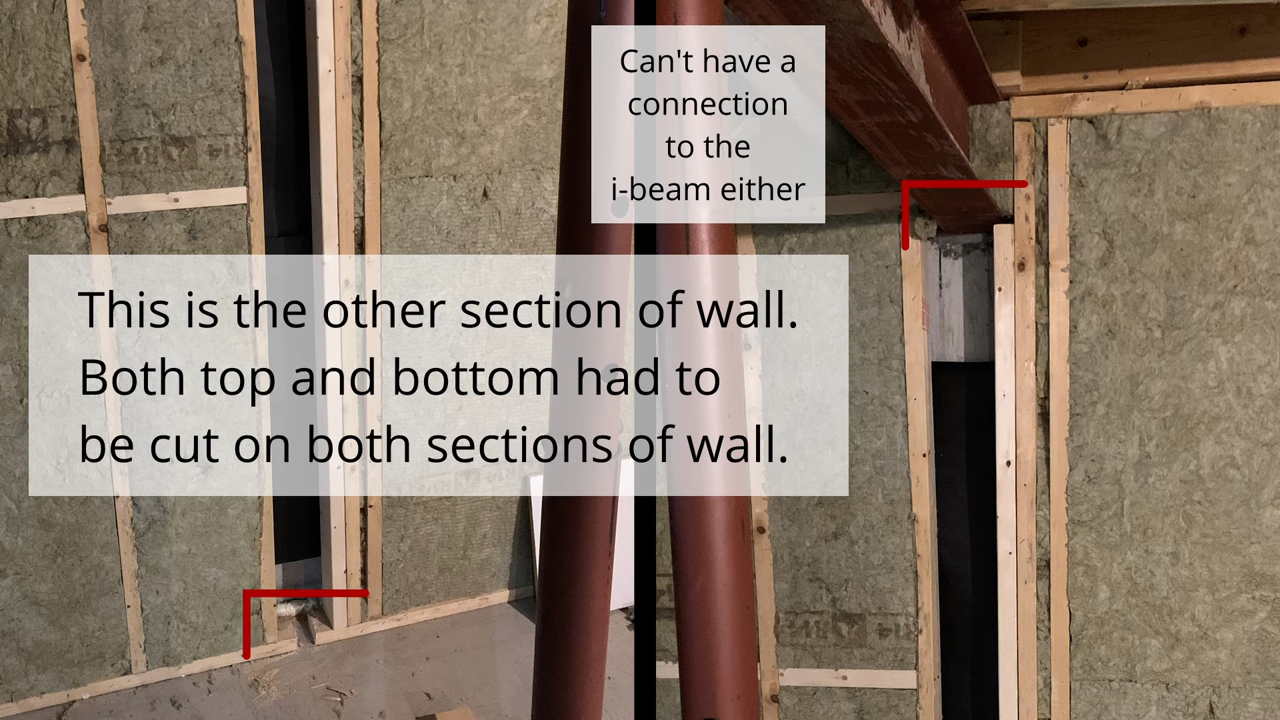 Can't have a
connection
to the
i-beam either
This is the other section of wall.
Both top and bottom had to
be cut on both sections of wall.